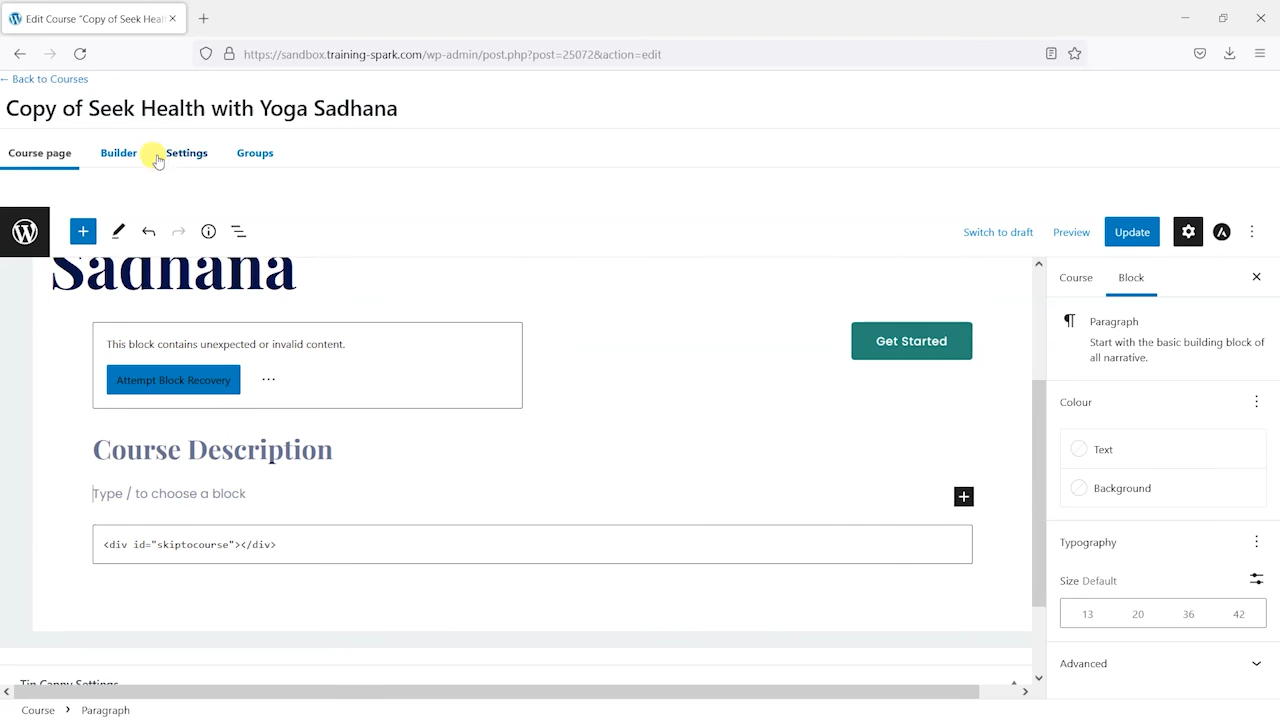 Edit Course "Copy of Seek Healt
https://sandbox.training-spark.com/wp-admin/post.php?post=25072&action=edit
← Back to Courses
Copy of Seek Health with Yoga Sadhana
Course page Builder Settings Groups
Switch to draft Preview Update
Sadhana
Course Block
This block contains unexpected or invalid content.
Get Started
Attempt Block Recovery
Paragraph
Start with the basic building block of
all narrative.
Colour
Course Description
Text
Type / to choose a block
Background
<div id="skiptocourse"></div>
Typography
Size Default
13 20 36 42
Advanced
Tin Canny Settings
Course > Paragraph